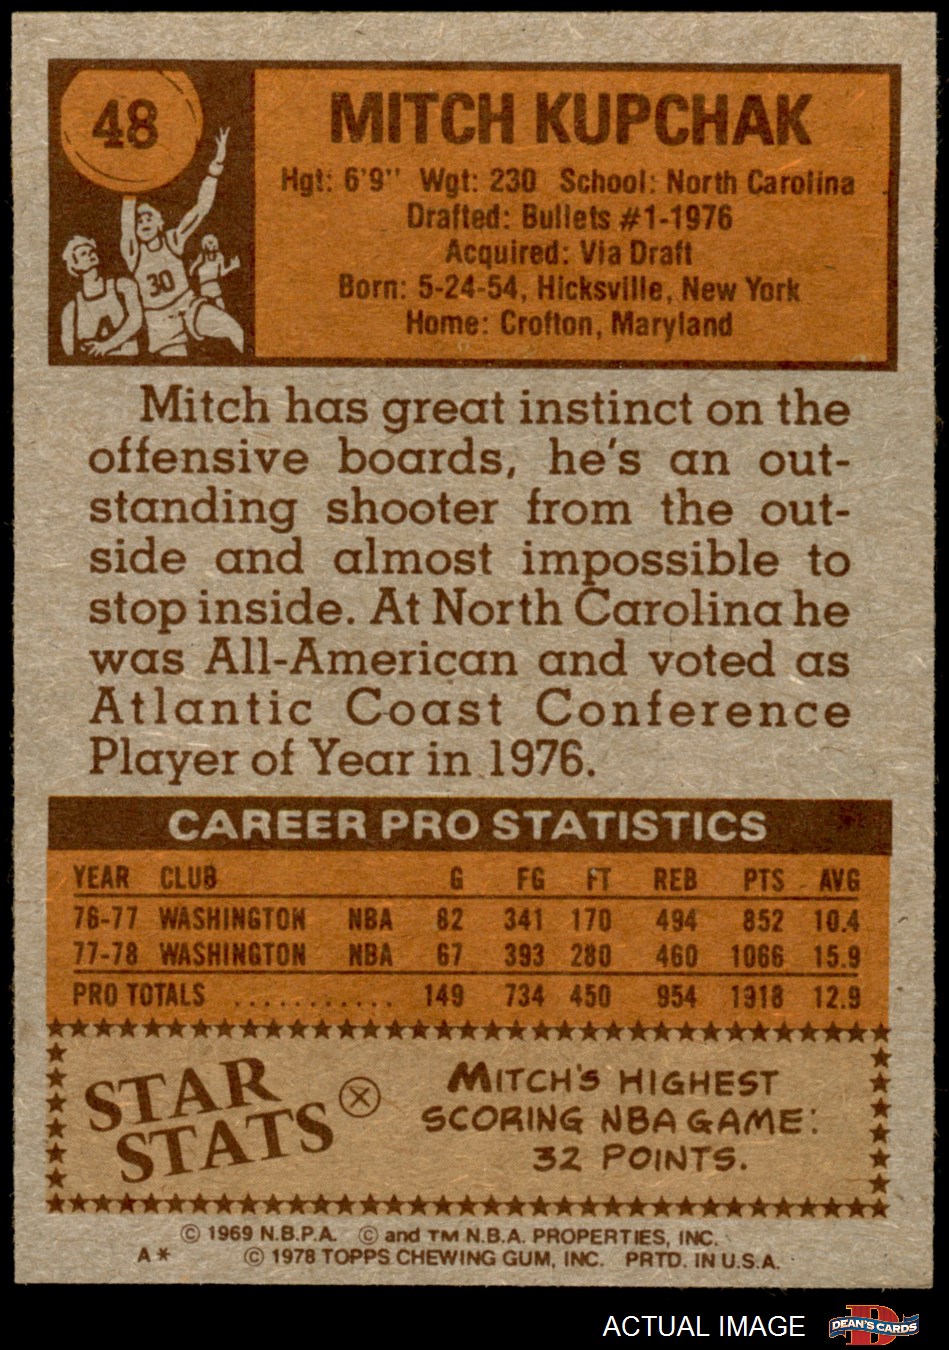 48
MITCH KUPCHAK
Hgt: 6'9" Wgt: 230 School: North Carolina
Drafted: Bullets #1-1976
Acquired: Via Draft
Born: 5-24-54, Hicksville, New York
Home: Crofton, Maryland
30
Mitch has great instinct on the
offensive boards, he's an out-
standing shooter from the out-
side and almost impossible to
stop inside. At North Carolina he
was All-American and voted as
Atlantic Coast Conference
Player of Year in 1976.
CAREER PRO STATISTICS
YEAR CLUB G FG FT REB PTS AVG
76-77 WASHINGTON NBA 82 341 170 494 852 10.4
77-78 WASHINGTON NBA 67 393 280 460 1066 15.9
PRO TOTALS ............ 149 734 450 954 1918 12.9
STAR
STATS
MITCH'S HIGHEST
SCORING NBA GAME:
32 POINTS.
© 1969 N.B.P.A. © and TM N.B.A. PROPERTIES, INC.
A* © 1978 TOPPS CHEWING GUM, INC. PRTD. IN U.S.A.
ACTUAL IMAGE
D
DEAN'S CARDS